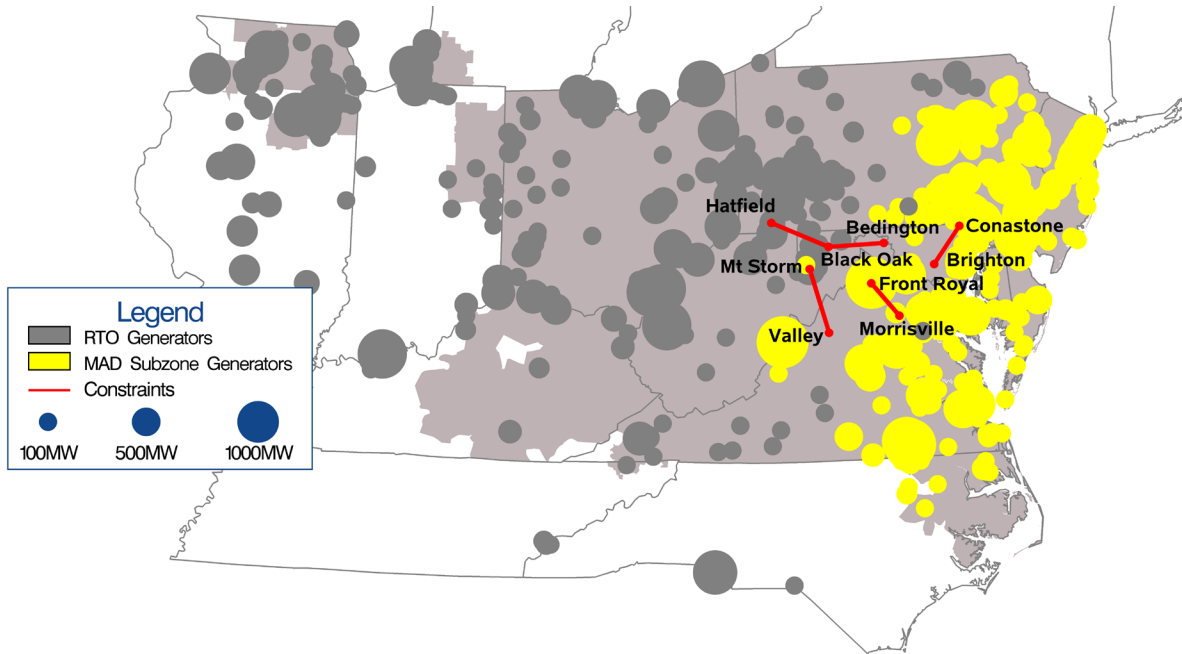 Hatfield
Bedington
Conastone
Black Oak
Brighton
Mt Storm
Front Royal
Morrisville
Valley
Legend
RTO Generators
MAD Subzone Generators
Constraints
100MW
500MW
1000MW